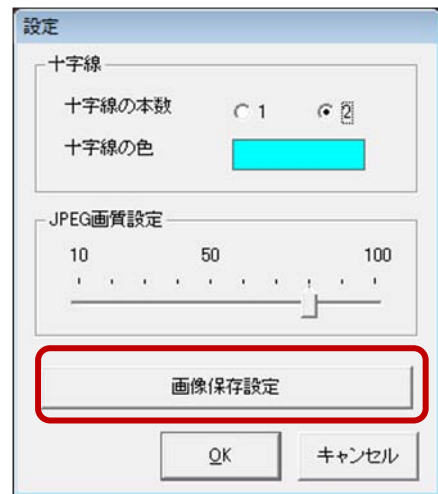 設定
十字線
十字線の本数 1 2
十字線の色
JPEG画質設定
10 50 100
画像保存設定
OK キャンセル